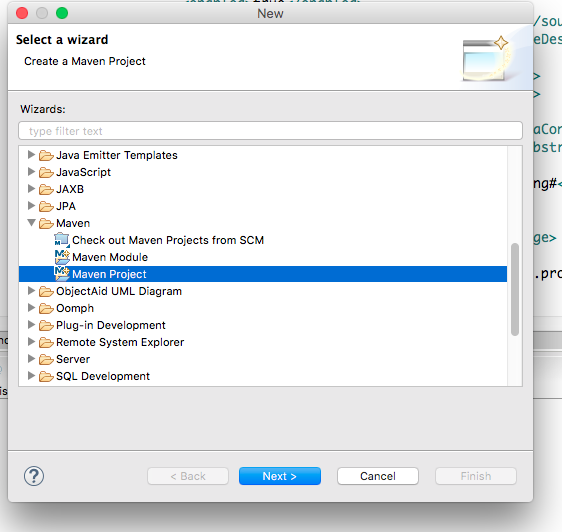 New
Select a wizard
Create a Maven Project
Wizards:
type filter text
Java Emitter Templates
JavaScript
JAXB
JPA
Maven
Check out Maven Projects from SCM
Maven Module
Maven Project
ObjectAid UML Diagram
Oomph
Plug-in Development
Remote System Explorer
Server
SQL Development
? < Back Next > Cancel Finish
/sou
eDes
>
>
aCon
bstr
ng#<
ge>
.pro